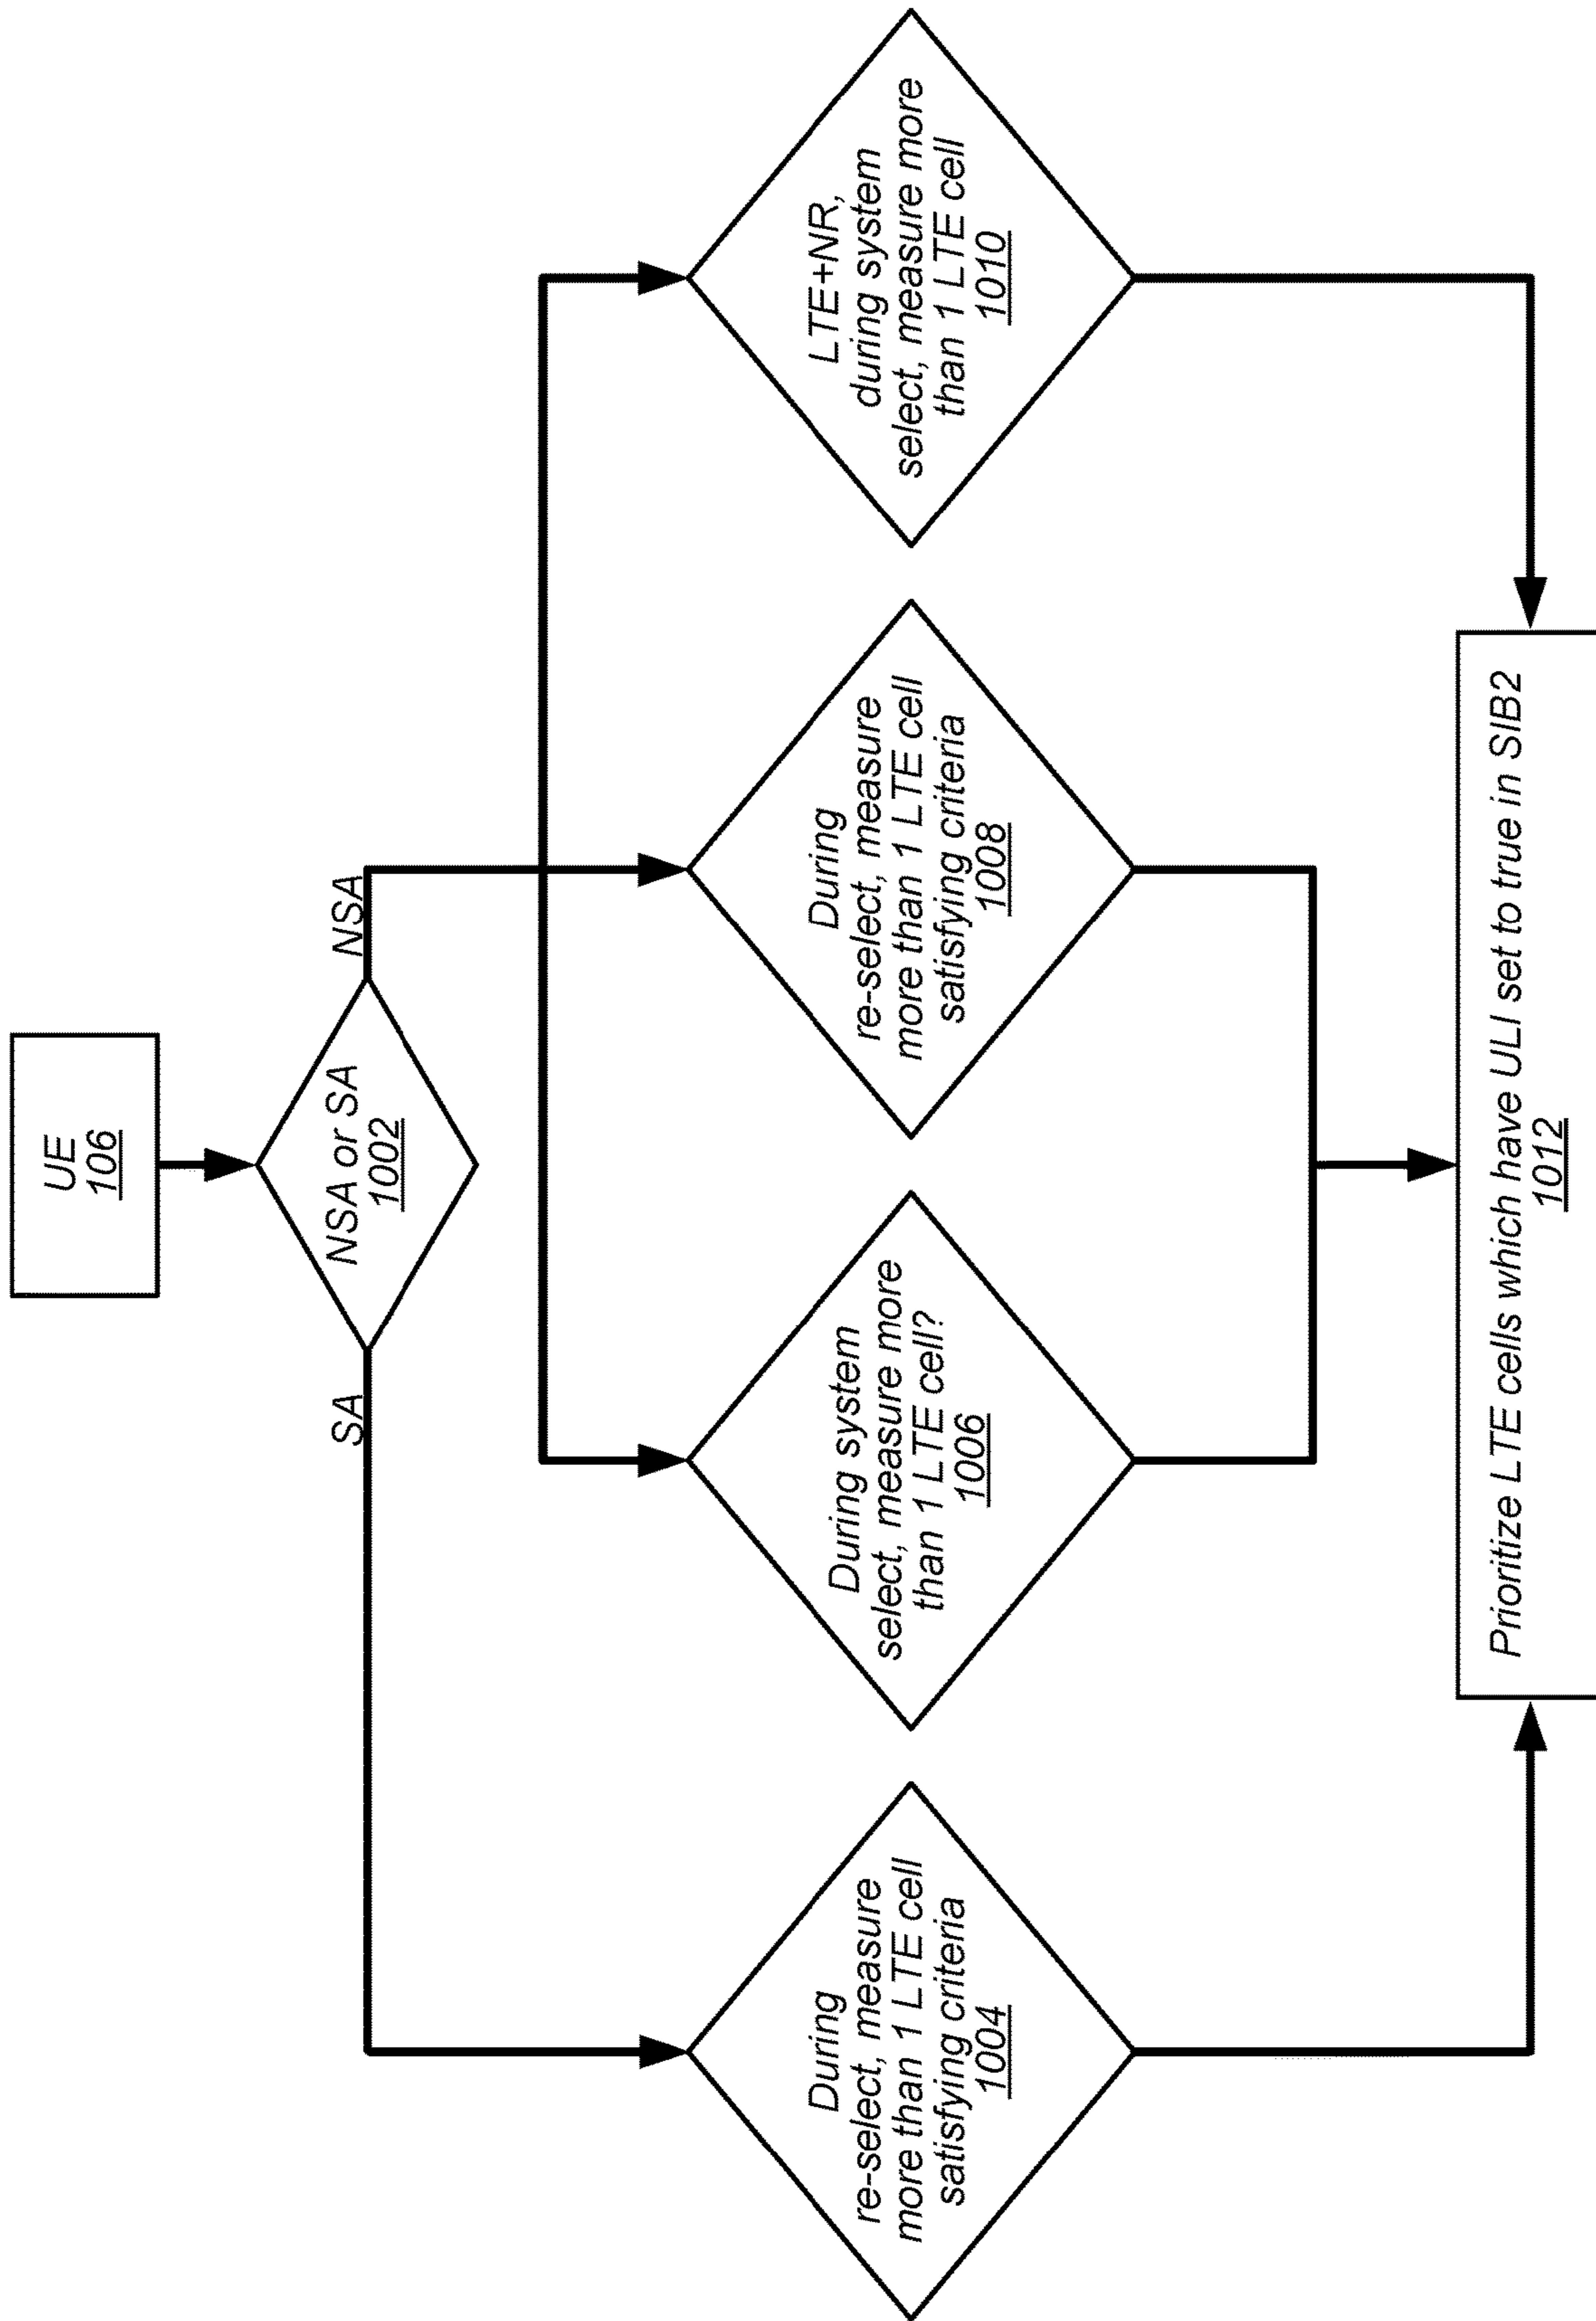 UE
106
NSA or SA
1002
SA
NSA
During
re-select, measure
more than 1 LTE cell
satisfying criteria
1004
During system
select, measure more
than 1 LTE cell?
1006
During
re-select, measure
more than 1 LTE cell
satisfying criteria
1008
LTE+NR,
during system
select, measure more
than 1 LTE cell
1010
Prioritize LTE cells which have ULI set to true in SIB2
1012